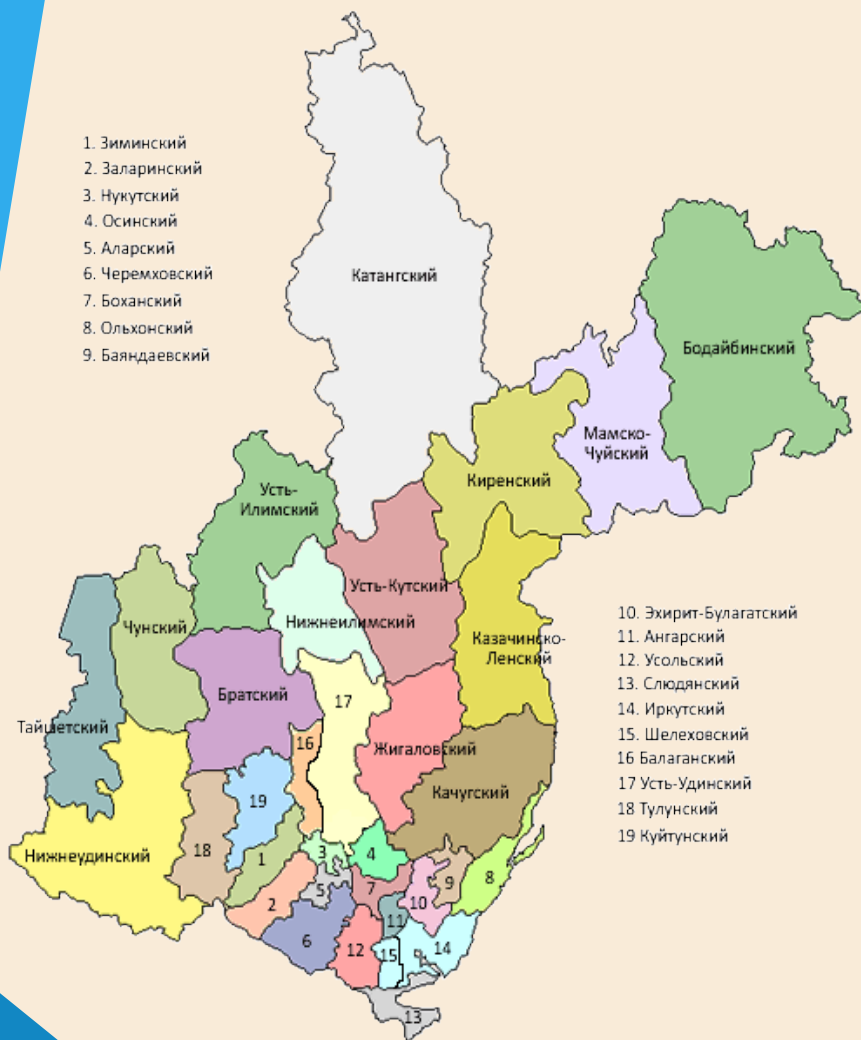 1. Зиминский
2. Заларинский
3. Нукутский
4. Осинский
5. Аларский
6. Черемховский
7. Боханский
8. Ольхонский
9. Баяндаевский
Катангский
Бодайбинский
Мамско-
Чуйский
Киренский
Усть-
Илимский
Усть-Кутский
Нижнеилимский
Чунский
Казачинско-
Ленский
Братский
17
Тайшетский
16
Жигаловский
Качугский
19
18
Нижнеудинский
1
3
4
5
7
10
9
8
2
11
6
5
12
15
14
13
10. Эхирит-Булагатский
11. Ангарский
12. Усольский
13. Слюдянский
14. Иркутский
15. Шелеховский
16 Балаганский
17 Усть-Удинский
18 Тулунский
19 Куйтунский